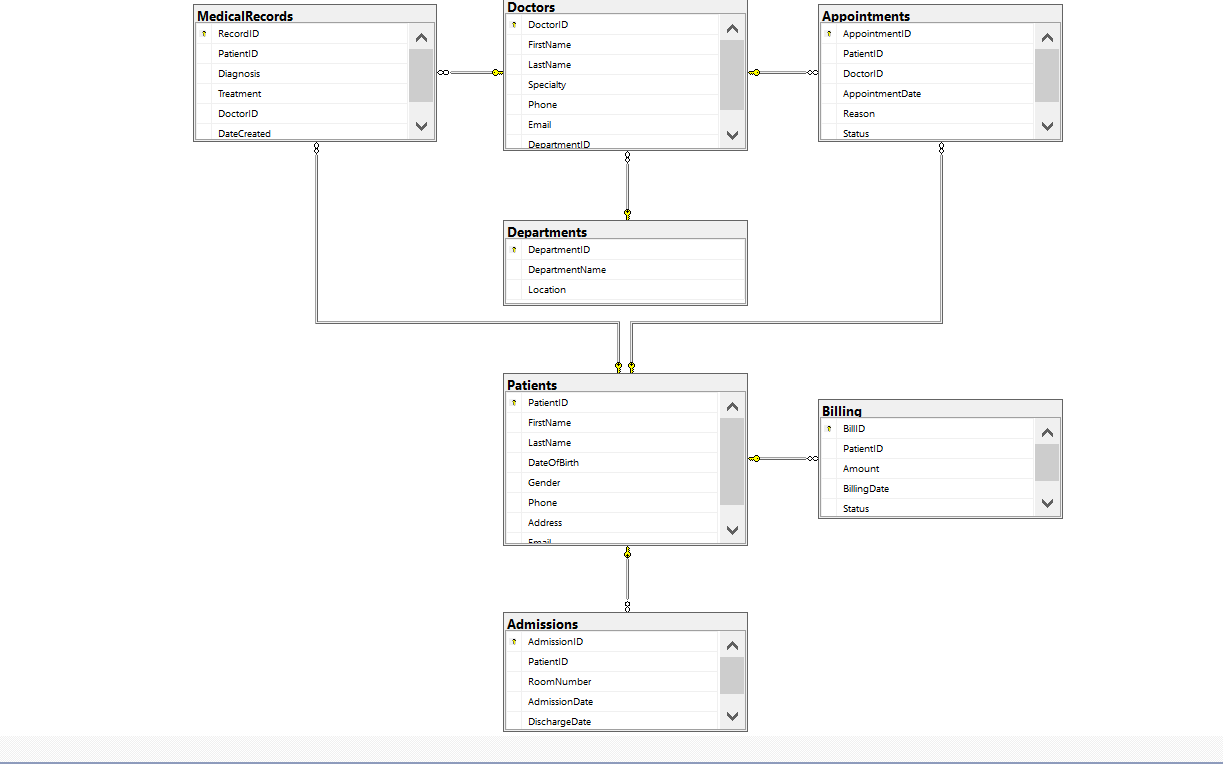 MedicalRecords
RecordID
PatientID
Diagnosis
Treatment
DoctorID
DateCreated
Doctors
DoctorID
FirstName
LastName
Specialty
Phone
Email
DepartmentID
Appointments
AppointmentID
PatientID
DoctorID
AppointmentDate
Reason
Status
Departments
DepartmentID
DepartmentName
Location
Patients
PatientID
FirstName
LastName
DateOfBirth
Gender
Phone
Address
Email
Billing
BillID
PatientID
Amount
BillingDate
Status
Admissions
AdmissionID
PatientID
RoomNumber
AdmissionDate
DischargeDate